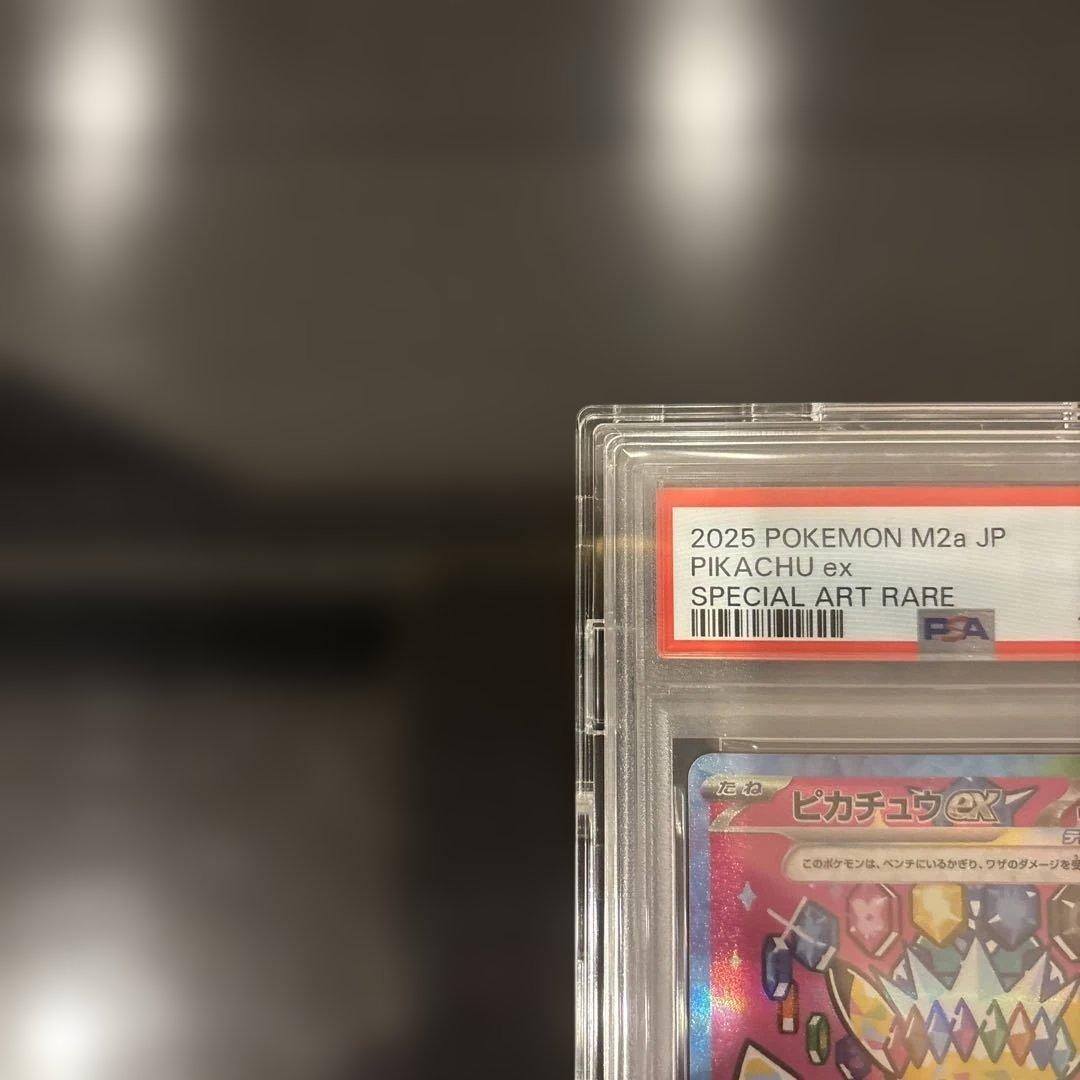 2025 POKEMON M2a JP
PIKACHU ex
SPECIAL ART RARE
PSA
たね
ピカチュウex
このポケモンは、ベンチにいるかぎり、ワザのダメージを受